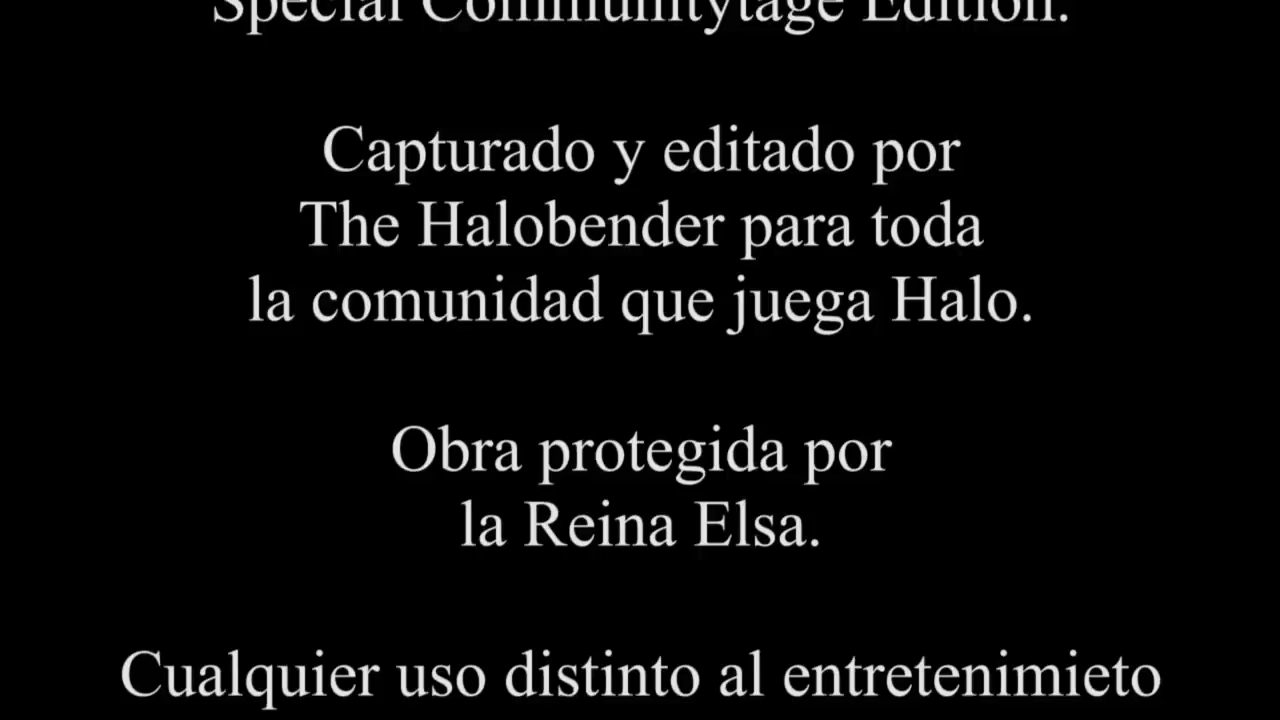 Special Communitytage Edition.
Capturado y editado por
The Halobender para toda
la comunidad que juega Halo.
Obra protegida por
la Reina Elsa.
Cualquier uso distinto al entretenimieto